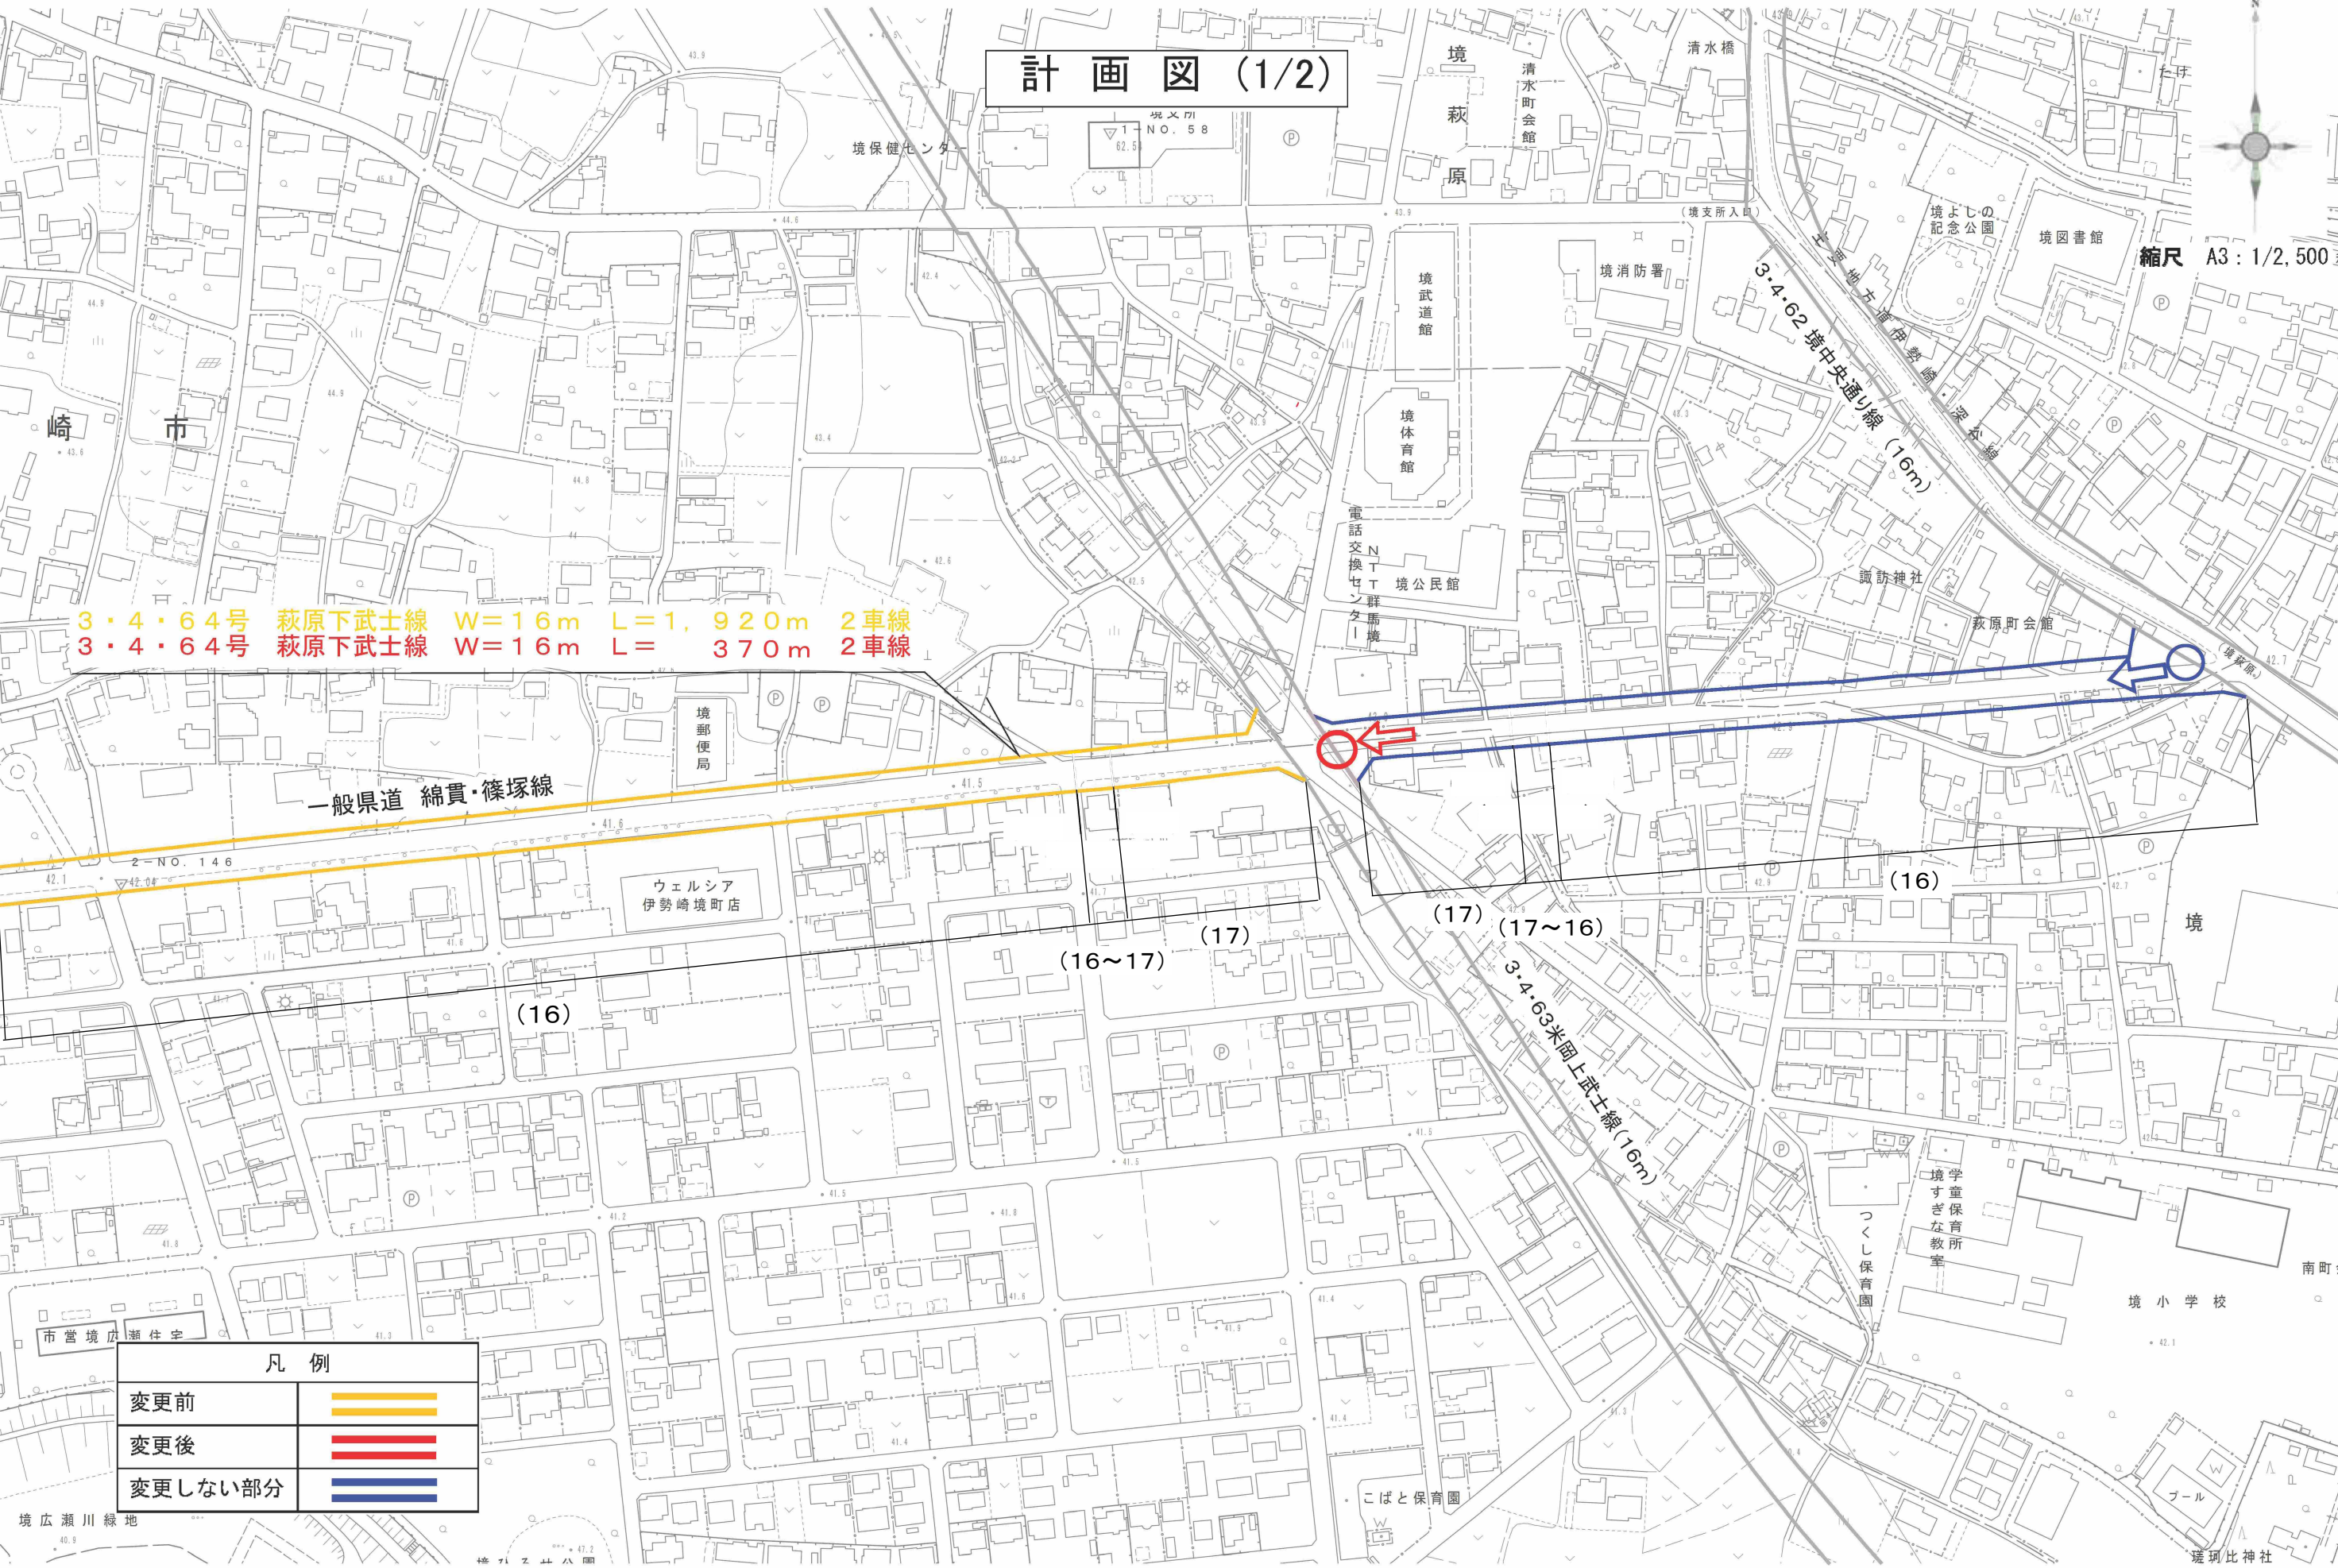 計画図 (1/2)
N
縮尺 A3：1/2,500
境萩原
清水町会館
清水橋
境保健センター
境支所
1-NO. 58
(境支所入口)
境よしの
記念公園
境図書館
境武道館
境消防署
境体育館
主要地方道伊勢崎・深谷線
3・4・62 境中央通り線 (16m)
崎市
電話交換センター
NTT群馬境
境公民館
諏訪神社
萩原町会館
(境萩原)
3・4・64号 萩原下武士線 W=16m L=1,920m 2車線
3・4・64号 萩原下武士線 W=16m L= 370m 2車線
境郵便局
一般県道 綿貫・篠塚線
2-NO. 146
42.04
ウェルシア
伊勢崎境町店
(16)
(16～17)
(17)
(17)
(17～16)
(16)
境
3・4・63米岡上武士線(16m)
学童保育所
境すぎな教室
つくし保育園
境小学校
南町
市営境広瀬住宅
凡 例
変更前
変更後
変更しない部分
境広瀬川緑地
こばと保育園
プール
瑳珂比神社